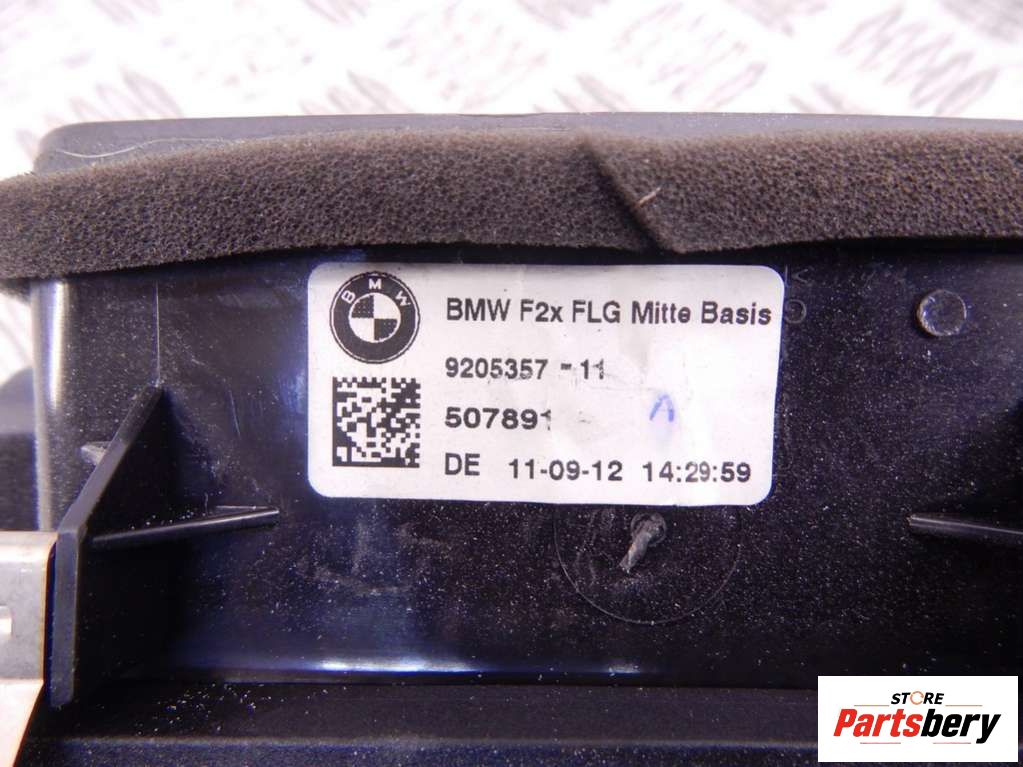 BMW
BMW F2x FLG Mitte Basis
9205357 - 11
507891
DE 11-09-12 14:29:59
STORE
Partsbery